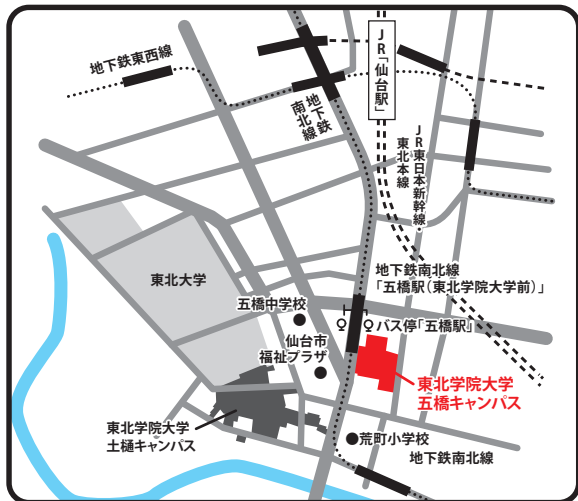 地下鉄東西線
JR「仙台駅」
地下鉄
南北線
JR東日本新幹線
東北本線
地下鉄南北線
「五橋駅(東北学院大学前)」
東北大学
五橋中学校
バス停「五橋駅」
仙台市
福祉プラザ
東北学院大学
五橋キャンパス
東北学院大学
土樋キャンパス
荒町小学校
地下鉄南北線